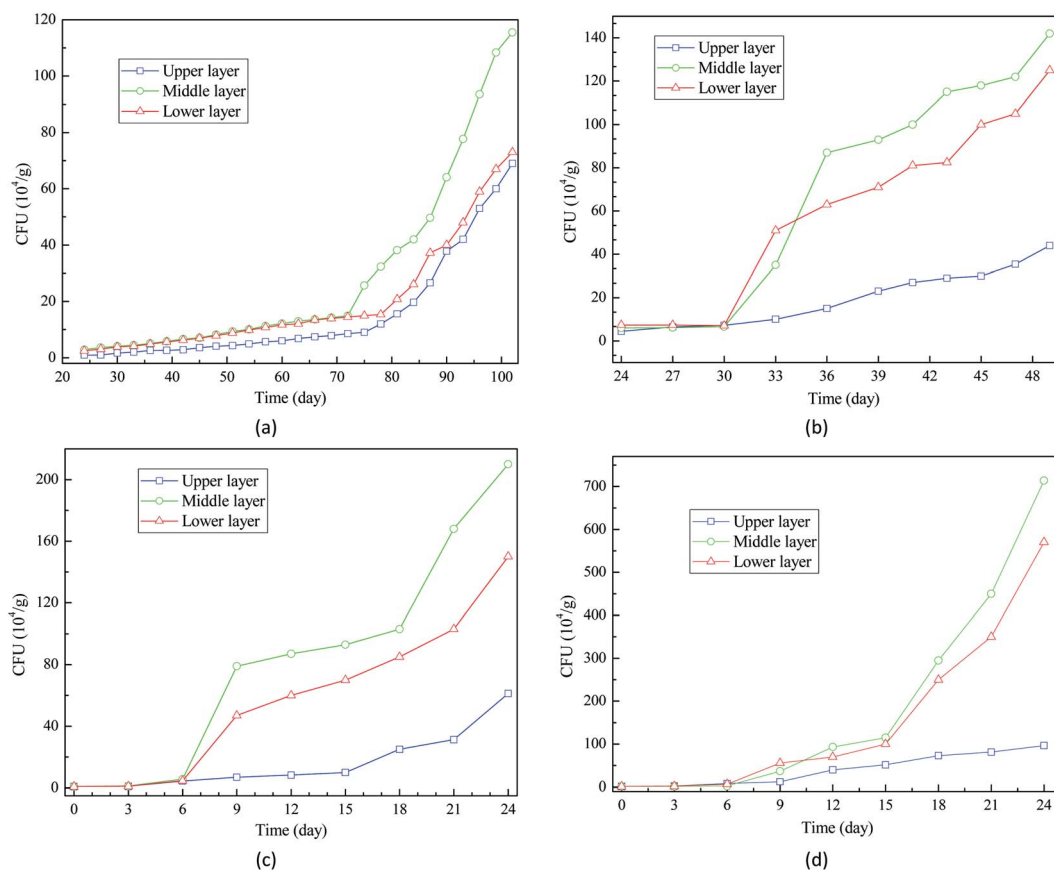 120
100
80
60
40
20
0
CFU (10⁴/g)
Upper layer
Middle layer
Lower layer
20 30 40 50 60 70 80 90 100
Time (day)
(a)
140
120
100
80
60
40
20
0
CFU (10⁴/g)
Upper layer
Middle layer
Lower layer
24 27 30 33 36 39 42 45 48
Time (day)
(b)
200
160
120
80
40
0
CFU (10⁴/g)
Upper layer
Middle layer
Lower layer
0 3 6 9 12 15 18 21 24
Time (day)
(c)
700
600
500
400
300
200
100
0
CFU (10⁴/g)
Upper layer
Middle layer
Lower layer
0 3 6 9 12 15 18 21 24
Time (day)
(d)